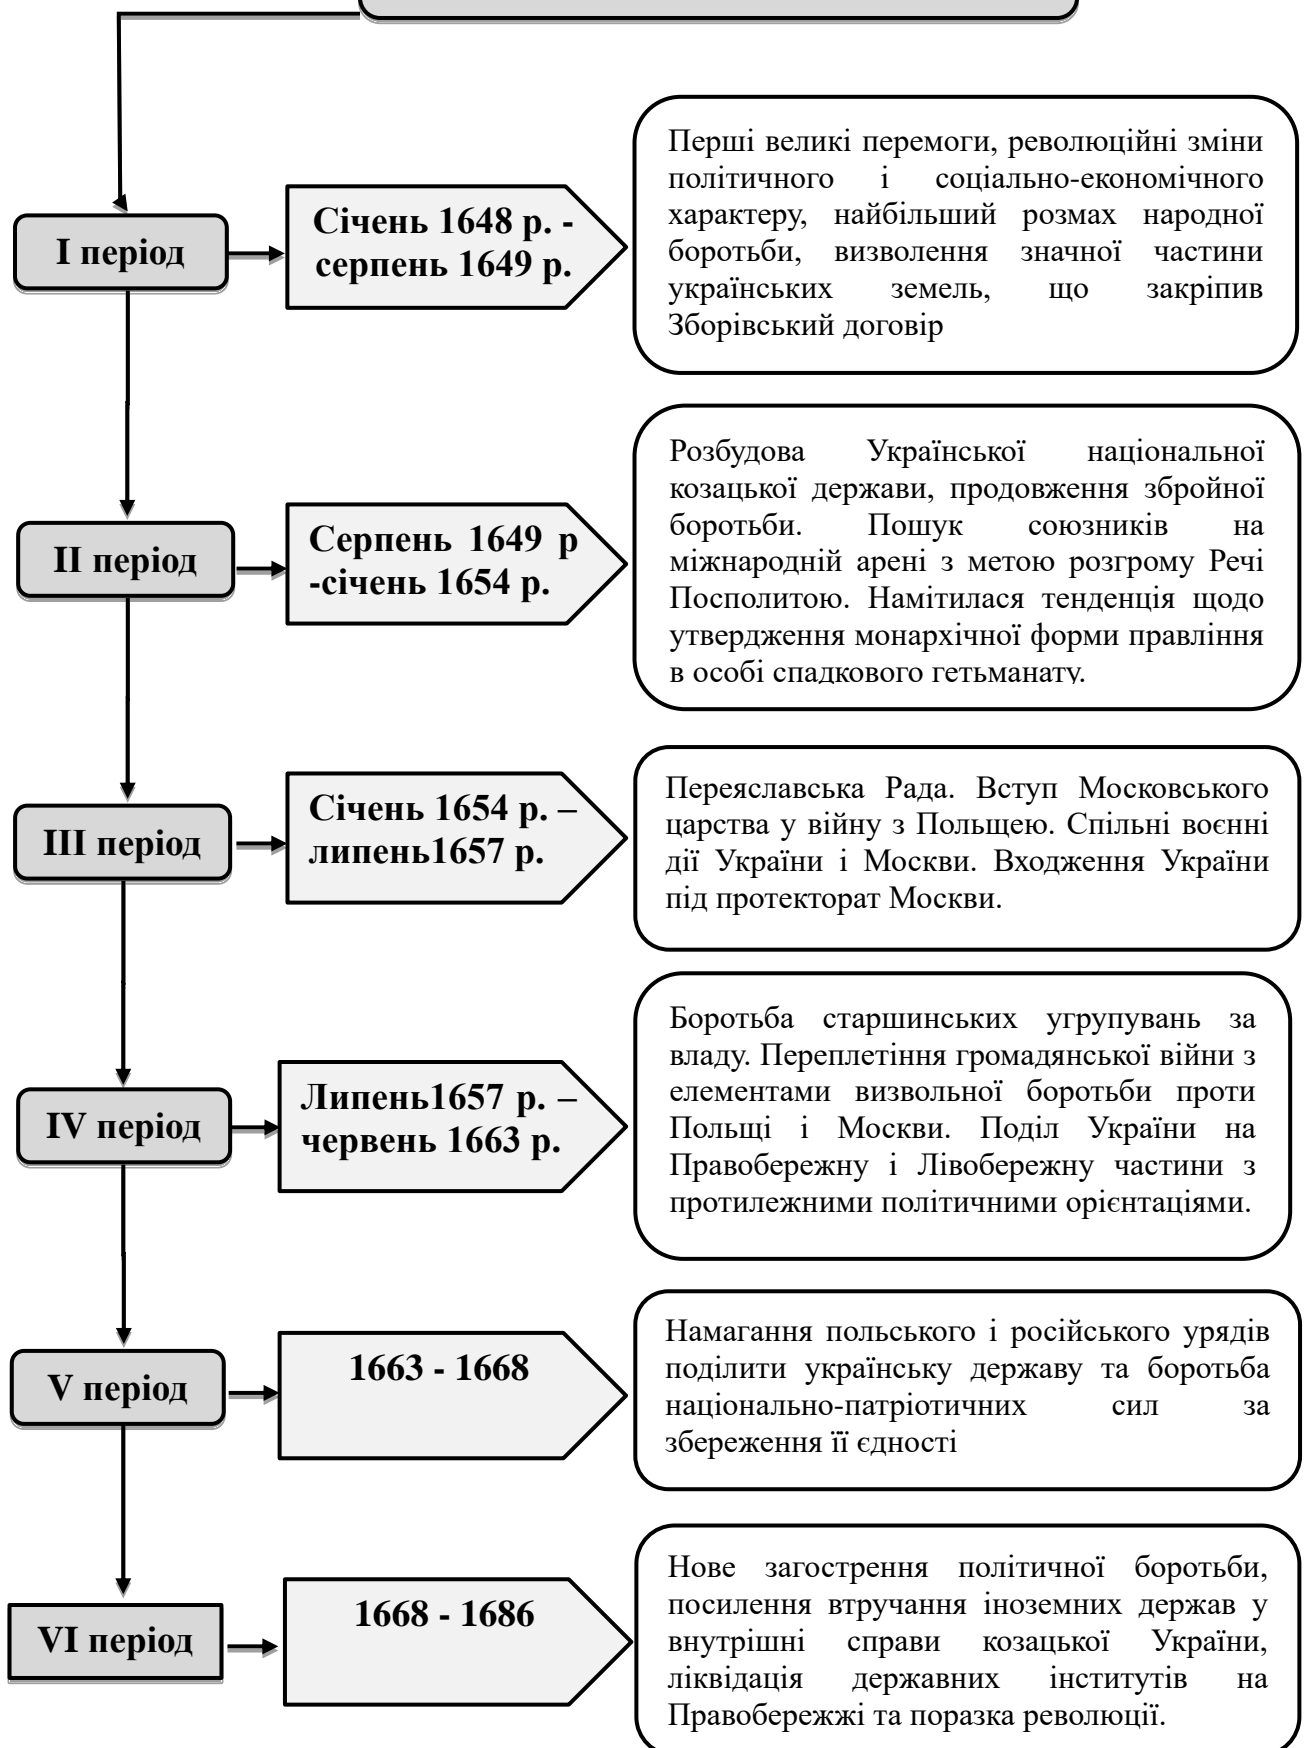 І період
Січень 1648 р. -
серпень 1649 р.
Перші великі перемоги, революційні зміни
політичного і соціально-економічного
характеру, найбільший розмах народної
боротьби, визволення значної частини
українських земель, що закріпив
Зборівський договір
ІІ період
Серпень 1649 р
-січень 1654 р.
Розбудова Української національної
козацької держави, продовження збройної
боротьби. Пошук союзників на
міжнародній арені з метою розгрому Речі
Посполитою. Намітилася тенденція щодо
утвердження монархічної форми правління
в особі спадкового гетьманату.
ІІІ період
Січень 1654 р. –
липень1657 р.
Переяславська Рада. Вступ Московського
царства у війну з Польщею. Спільні воєнні
дії України і Москви. Входження України
під протекторат Москви.
IV період
Липень1657 р. –
червень 1663 р.
Боротьба старшинських угрупувань за
владу. Переплетіння громадянської війни з
елементами визвольної боротьби проти
Польщі і Москви. Поділ України на
Правобережну і Лівобережну частини з
протилежними політичними орієнтаціями.
V період
1663 - 1668
Намагання польського і російського урядів
поділити українську державу та боротьба
національно-патріотичних сил за
збереження її єдності
VI період
1668 - 1686
Нове загострення політичної боротьби,
посилення втручання іноземних держав у
внутрішні справи козацької України,
ліквідація державних інститутів на
Правобережжі та поразка революції.